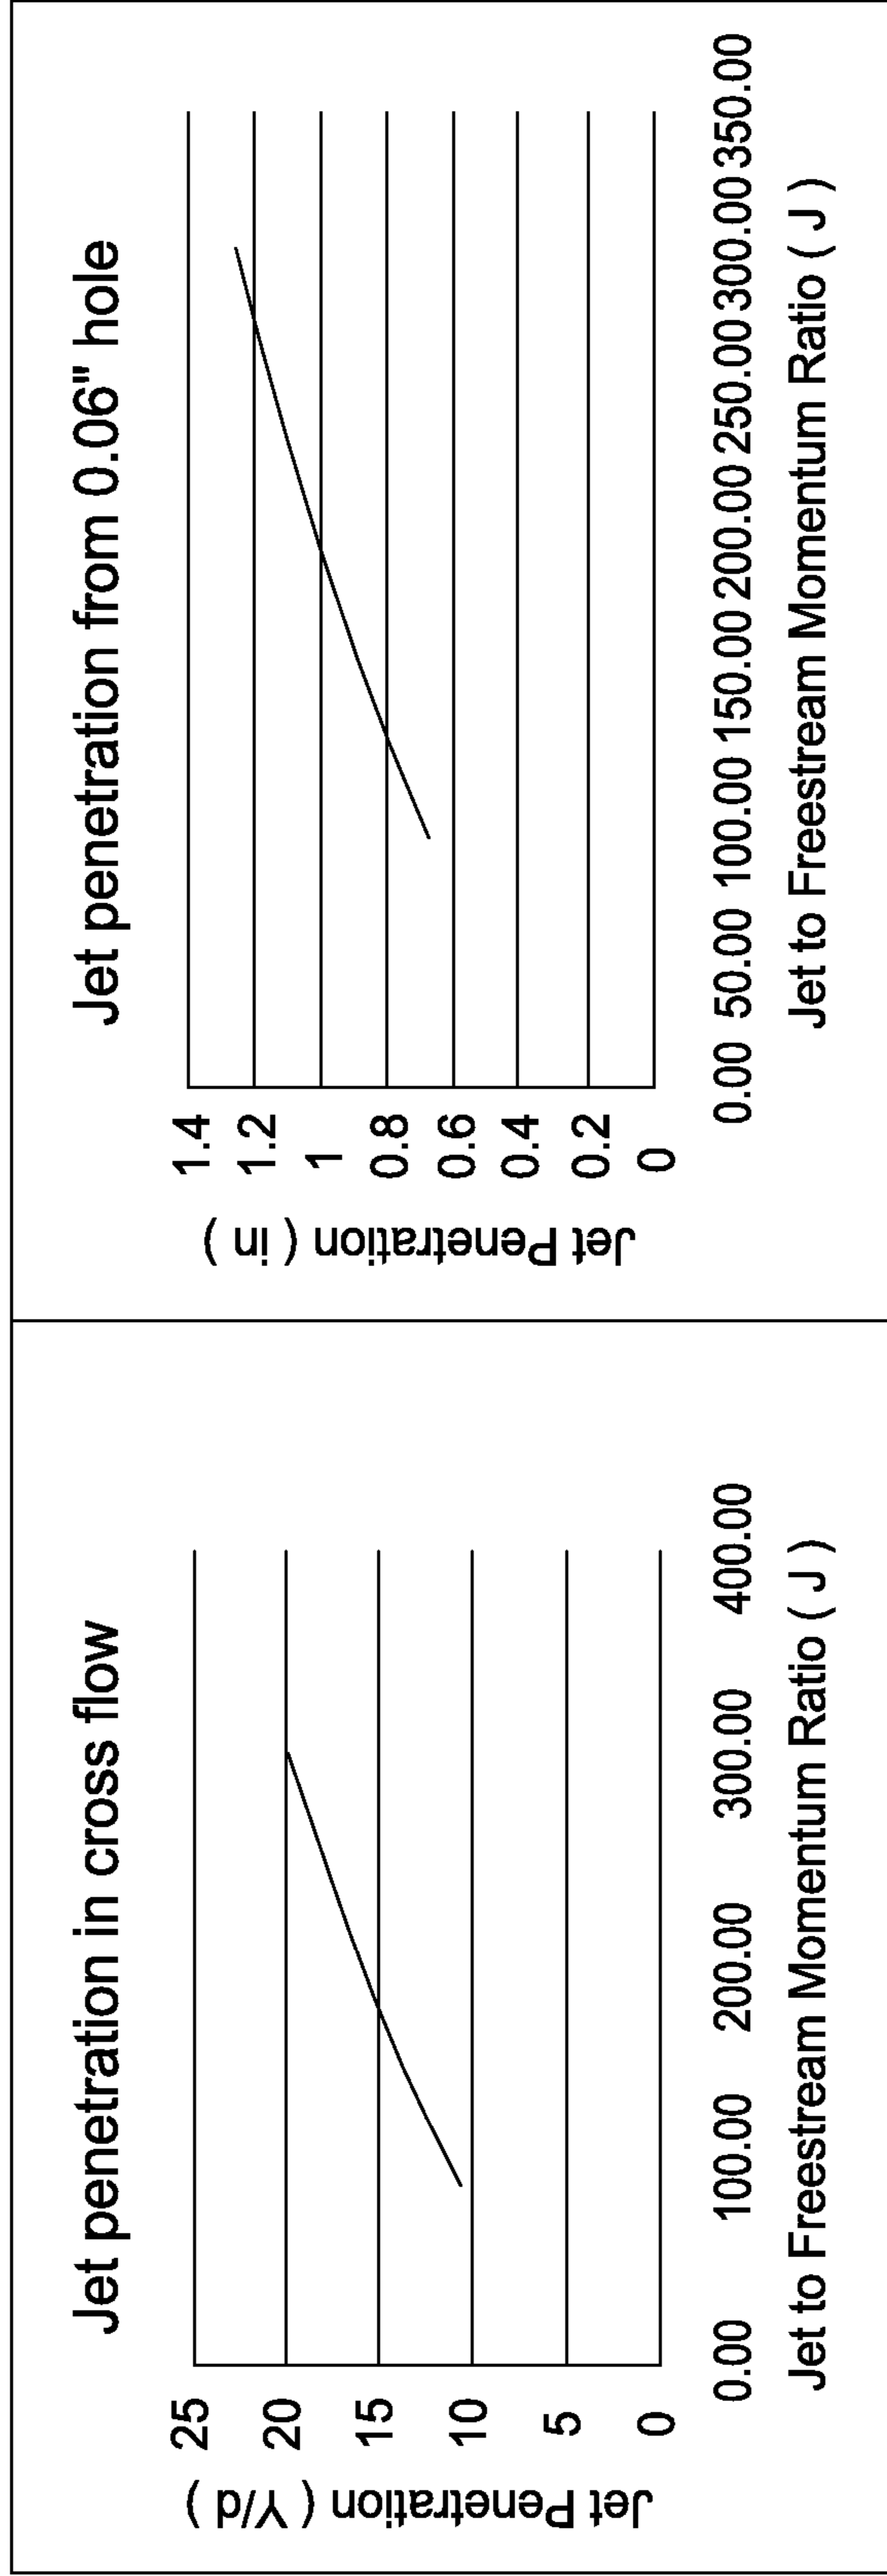 Jet penetration in cross flow
Jet Penetration ( Y/d )
25
20
15
10
5
0
0.00 100.00 200.00 300.00 400.00
Jet to Freestream Momentum Ratio ( J )
Jet penetration from 0.06" hole
Jet Penetration ( in )
1.4
1.2
1
0.8
0.6
0.4
0.2
0
0.00 50.00 100.00 150.00 200.00 250.00 300.00 350.00
Jet to Freestream Momentum Ratio ( J )